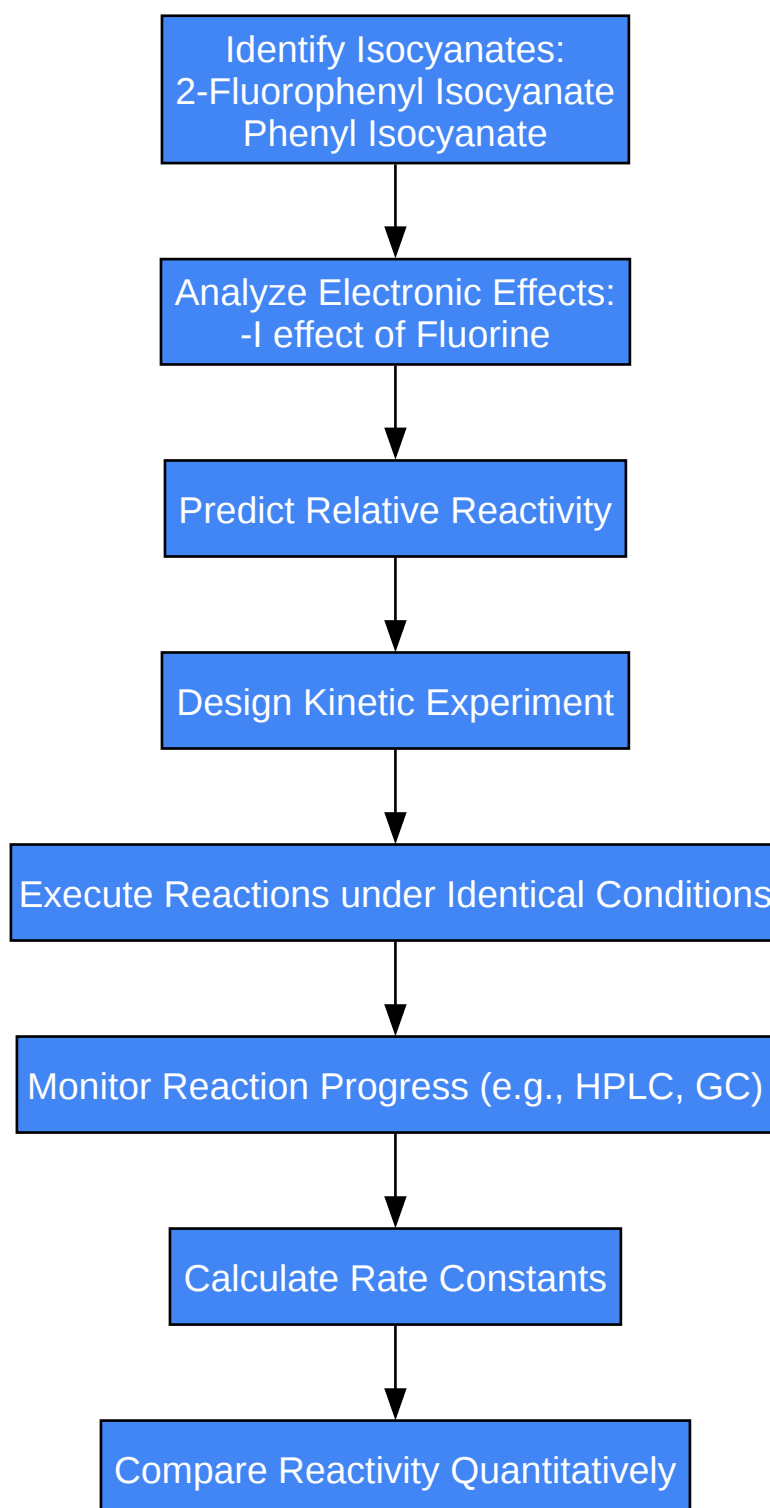 Identify Isocyanates:
2-Fluorophenyl Isocyanate
Phenyl Isocyanate
Analyze Electronic Effects:
-I effect of Fluorine
Predict Relative Reactivity
Design Kinetic Experiment
Execute Reactions under Identical Conditions
Monitor Reaction Progress (e.g., HPLC, GC)
Calculate Rate Constants
Compare Reactivity Quantitatively